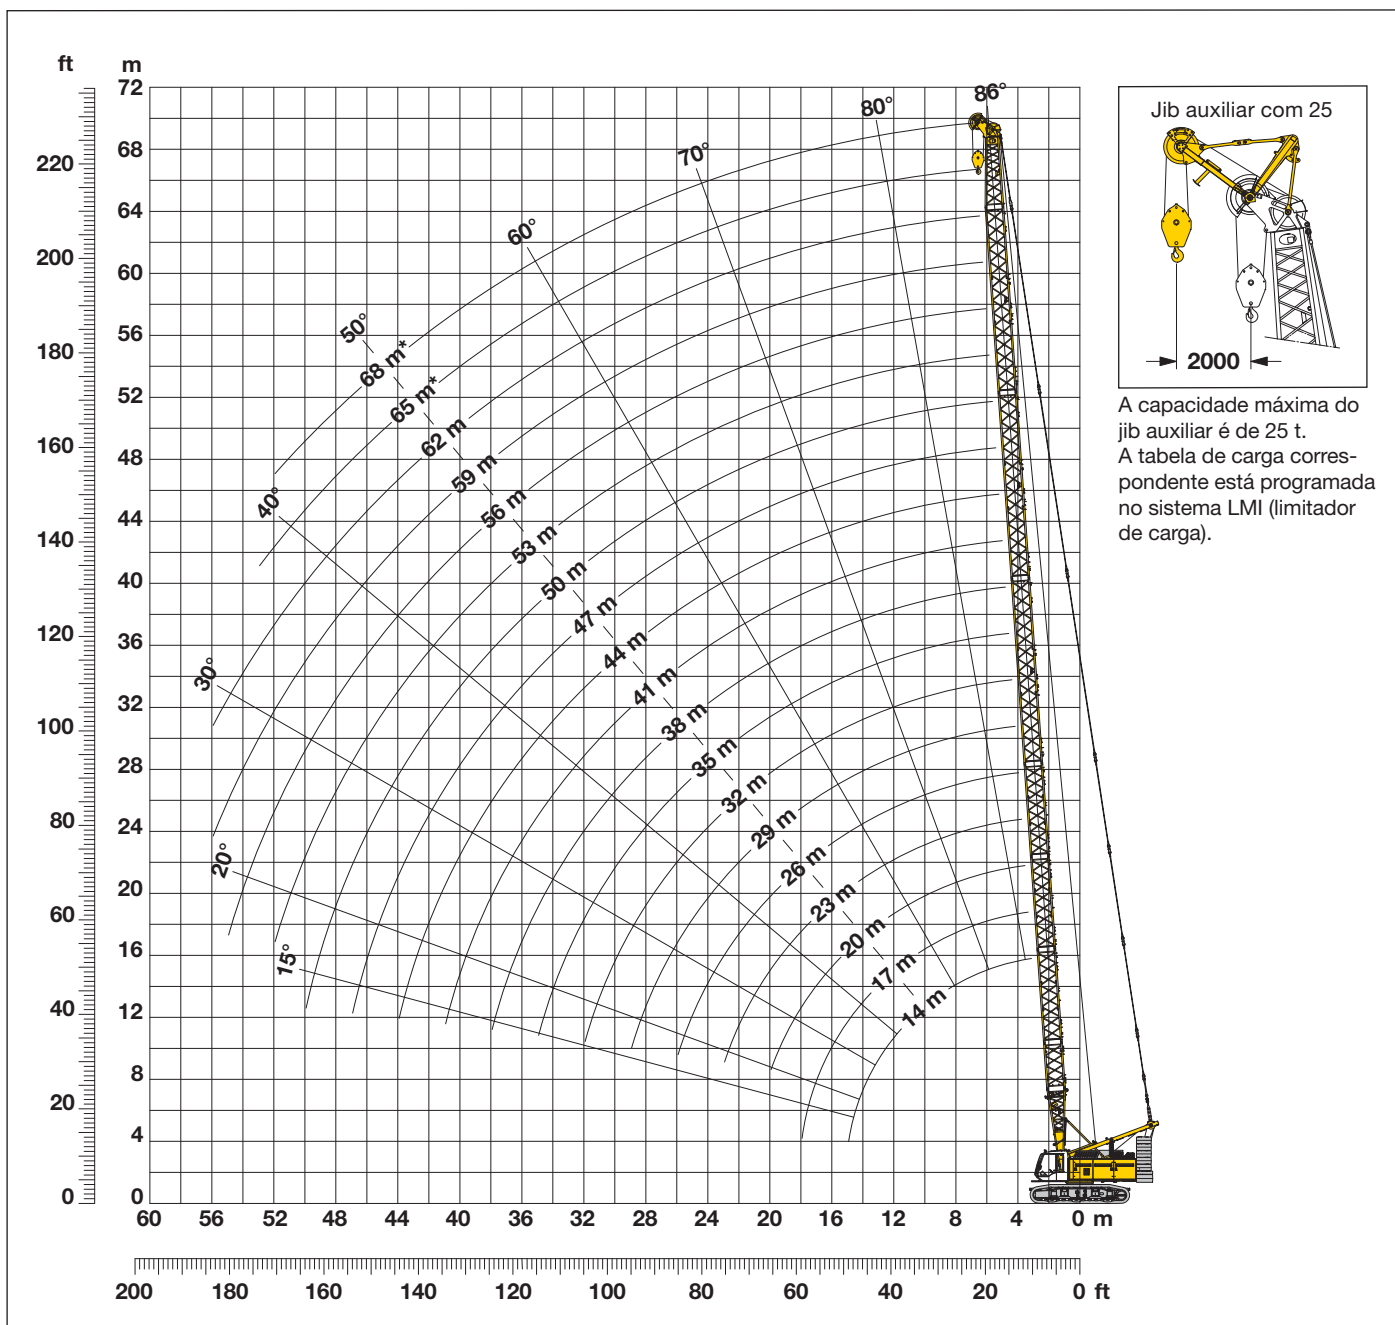 ft
m
72
68
64
60
56
52
48
44
40
36
32
28
24
20
16
12
8
4
0
220
200
180
160
140
120
100
80
60
40
20
0
86°
80°
70°
60°
50°
40°
30°
20°
15°
68 m*
65 m*
62 m
59 m
56 m
53 m
50 m
47 m
44 m
41 m
38 m
35 m
32 m
29 m
26 m
23 m
20 m
17 m
14 m
60 56 52 48 44 40 36 32 28 24 20 16 12 8 4 0 m
200 180 160 140 120 100 80 60 40 20 0 ft
Jib auxiliar com 25
2000
A capacidade máxima do
jib auxiliar é de 25 t.
A tabela de carga corres-
pondente está programada
no sistema LMI (limitador
de carga).